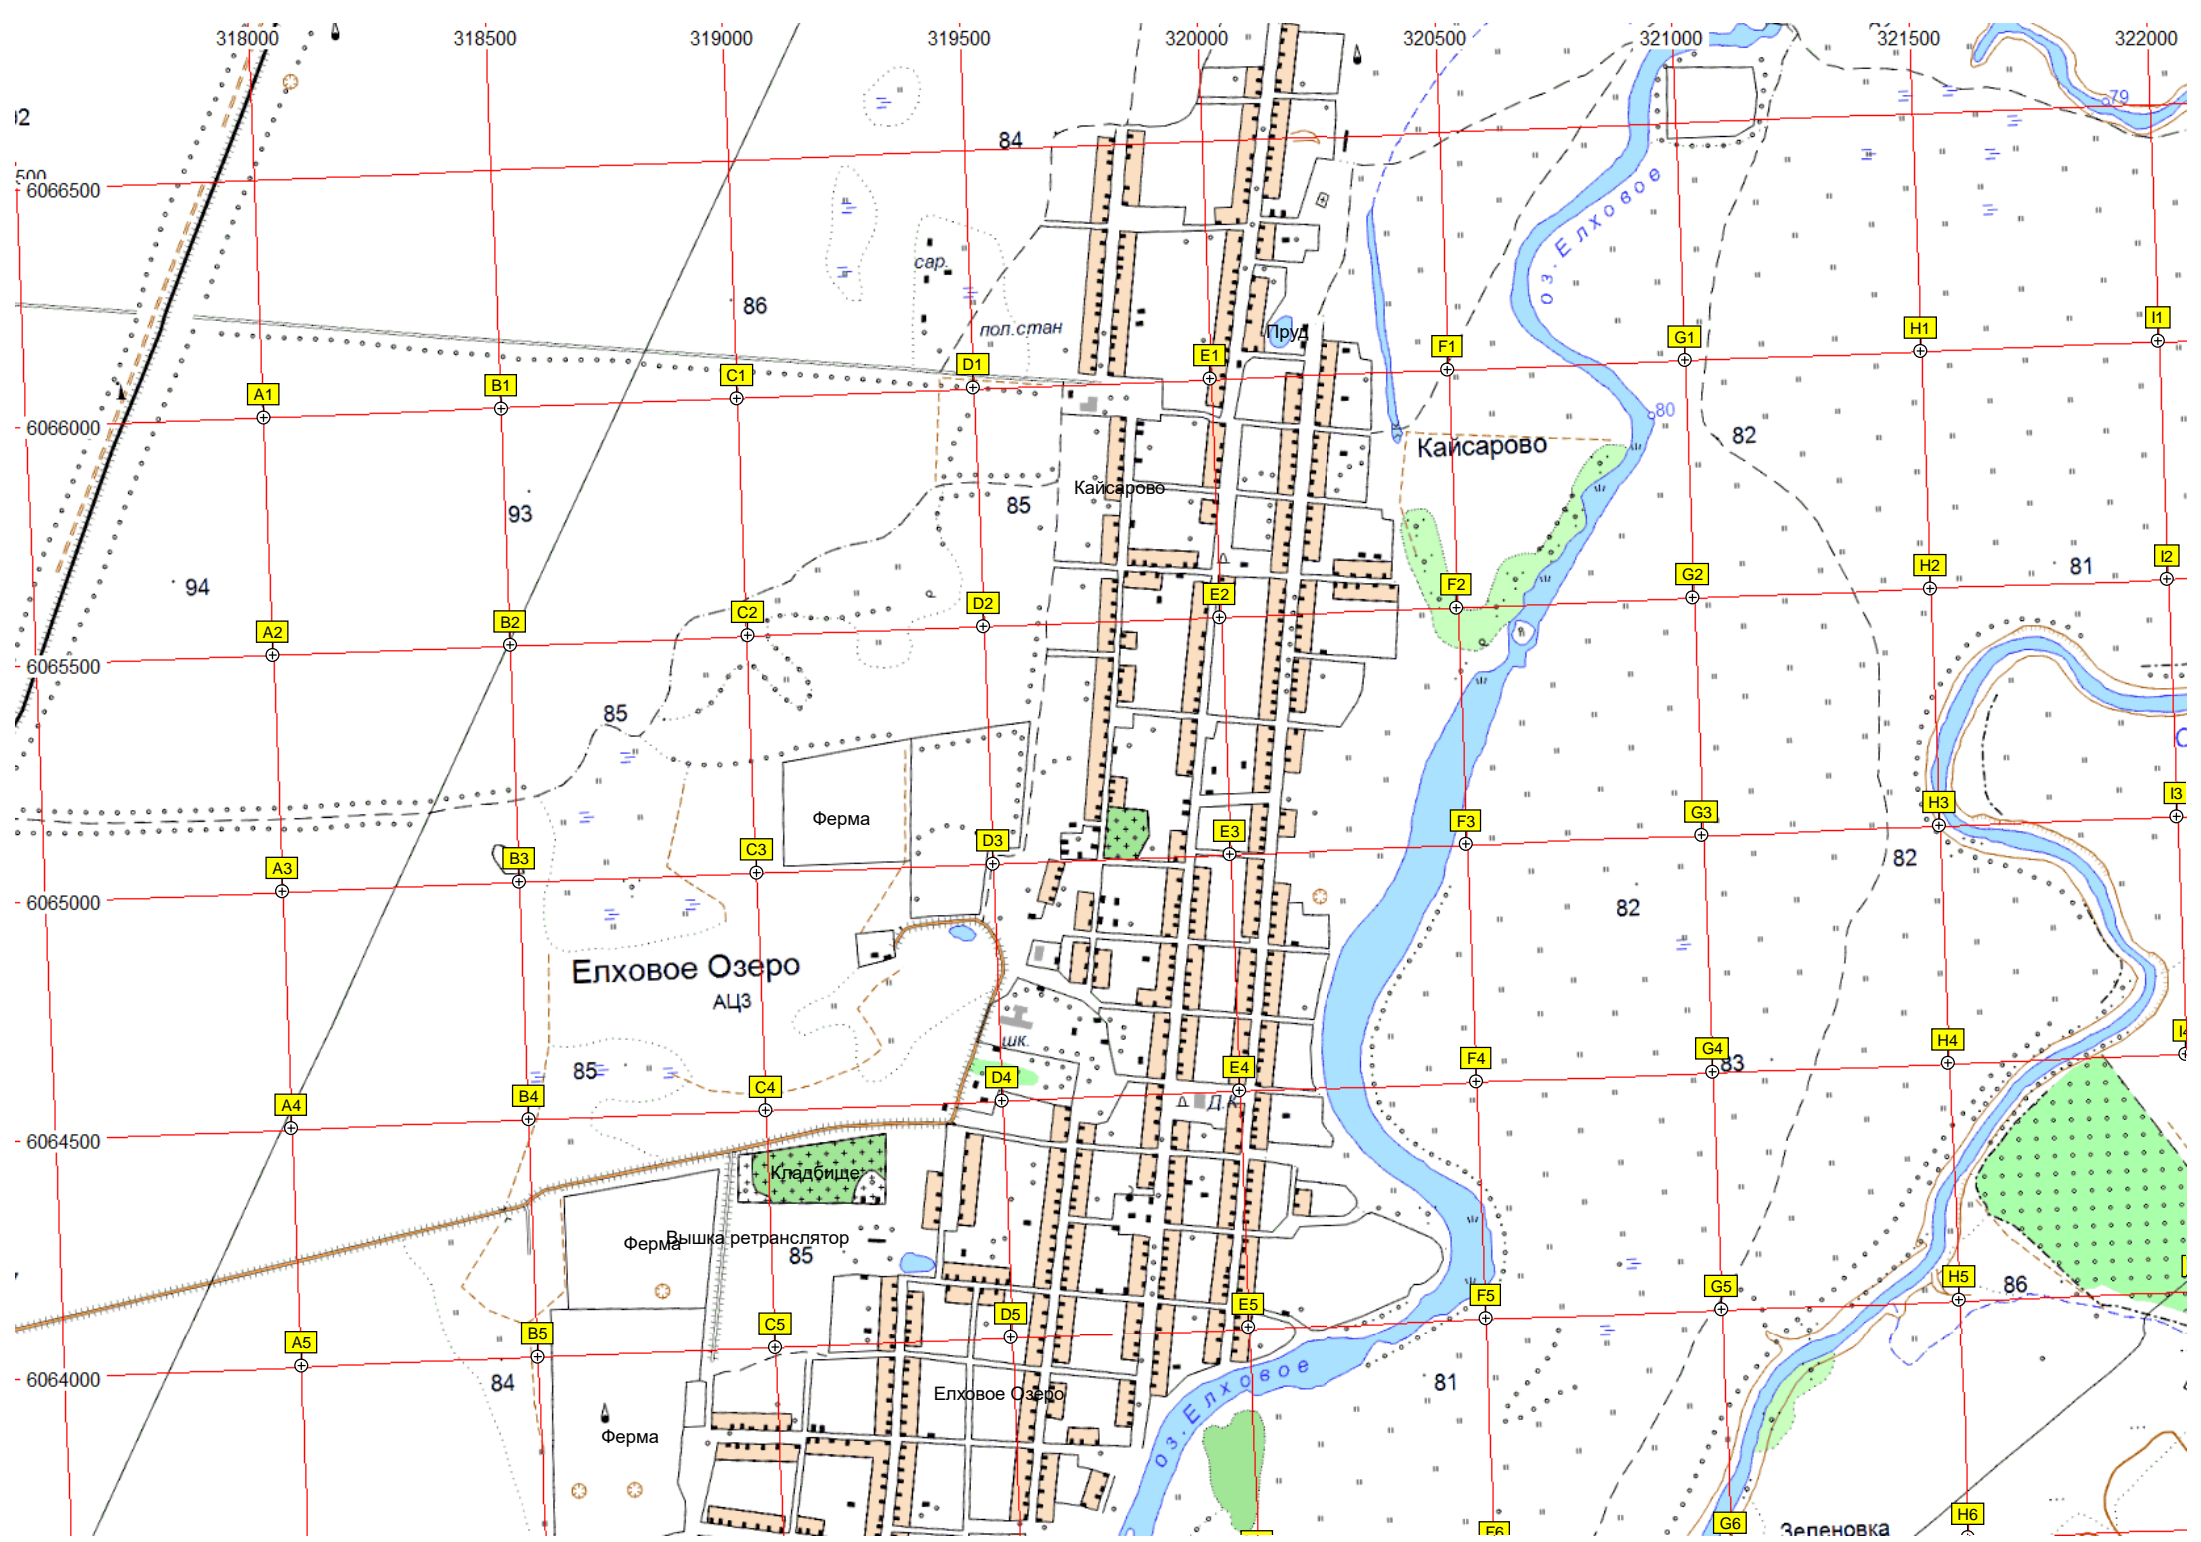 318000 318500 319000 319500 320000 320500 321000 321500 322000
79
84
6066500
оз. Елховое
сар.
86
пол.стан
Пруд
A1 B1 C1 D1 E1 F1 G1 H1 I1
6066000
80
Кайсарово
82
Кайсарово
85
93
94
81
A2 B2 C2 D2 E2 F2 G2 H2 I2
6065500
85
Ферма
A3 B3 C3 D3 E3 F3 G3 H3 I3
82
6065000
82
Елховое Озеро
АЦЗ
шк.
85
83
A4 B4 C4 D4 E4 F4 G4 H4
Д.К.
6064500
Кладбище
Вышка ретранслятор
Ферма
85
86
A5 B5 C5 D5 E5 F5 G5 H5
6064000
84
81
Елховое Озеро
оз. Елховое
Ферма
F6 G6 H6
Зеленовка